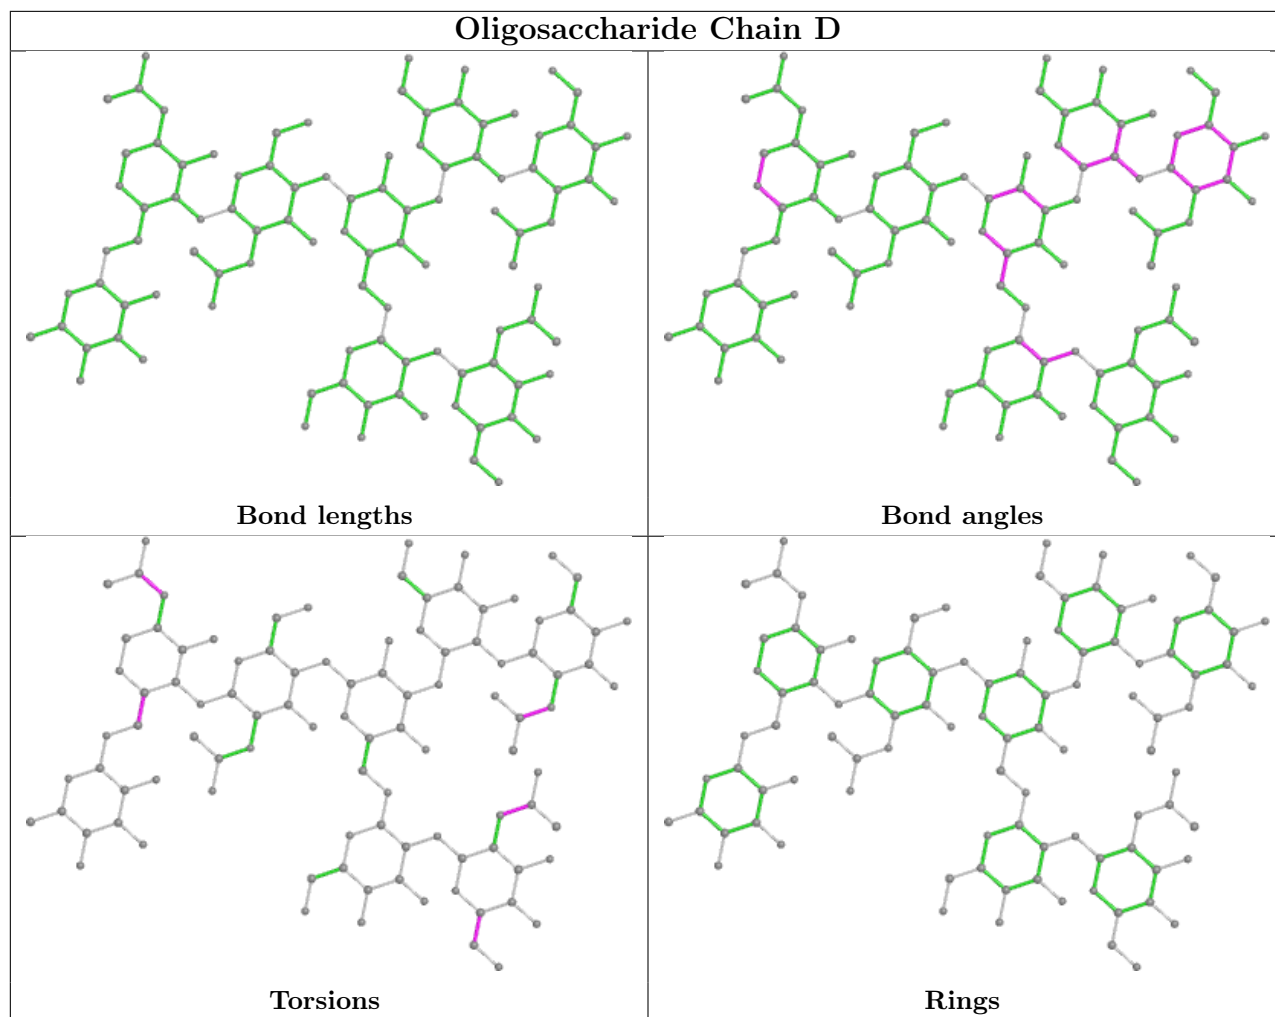 Oligosaccharide Chain D
Bond lengths
Bond angles
Torsions
Rings